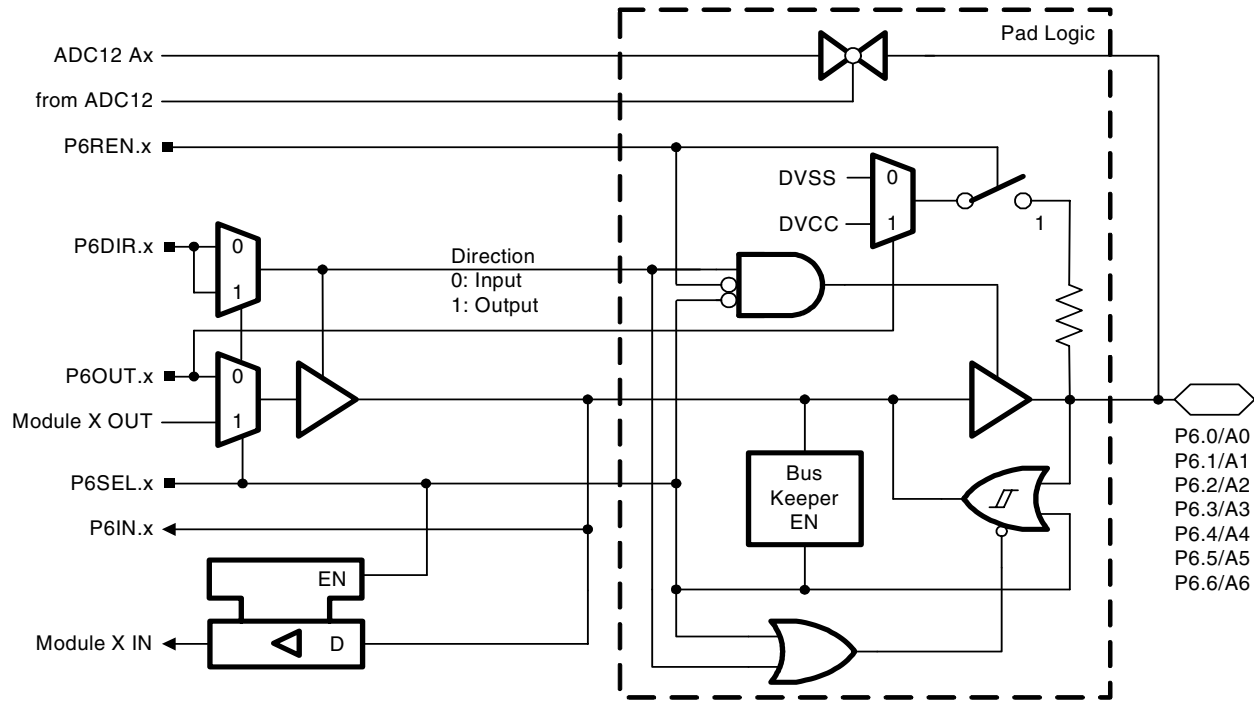 Pad Logic
ADC12 Ax
from ADC12
P6REN.x
DVSS
0
DVCC
1
1
P6DIR.x
0
1
Direction
0: Input
1: Output
P6OUT.x
0
Module X OUT
1
P6SEL.x
P6IN.x
Bus
Keeper
EN
EN
Module X IN
D
P6.0/A0
P6.1/A1
P6.2/A2
P6.3/A3
P6.4/A4
P6.5/A5
P6.6/A6